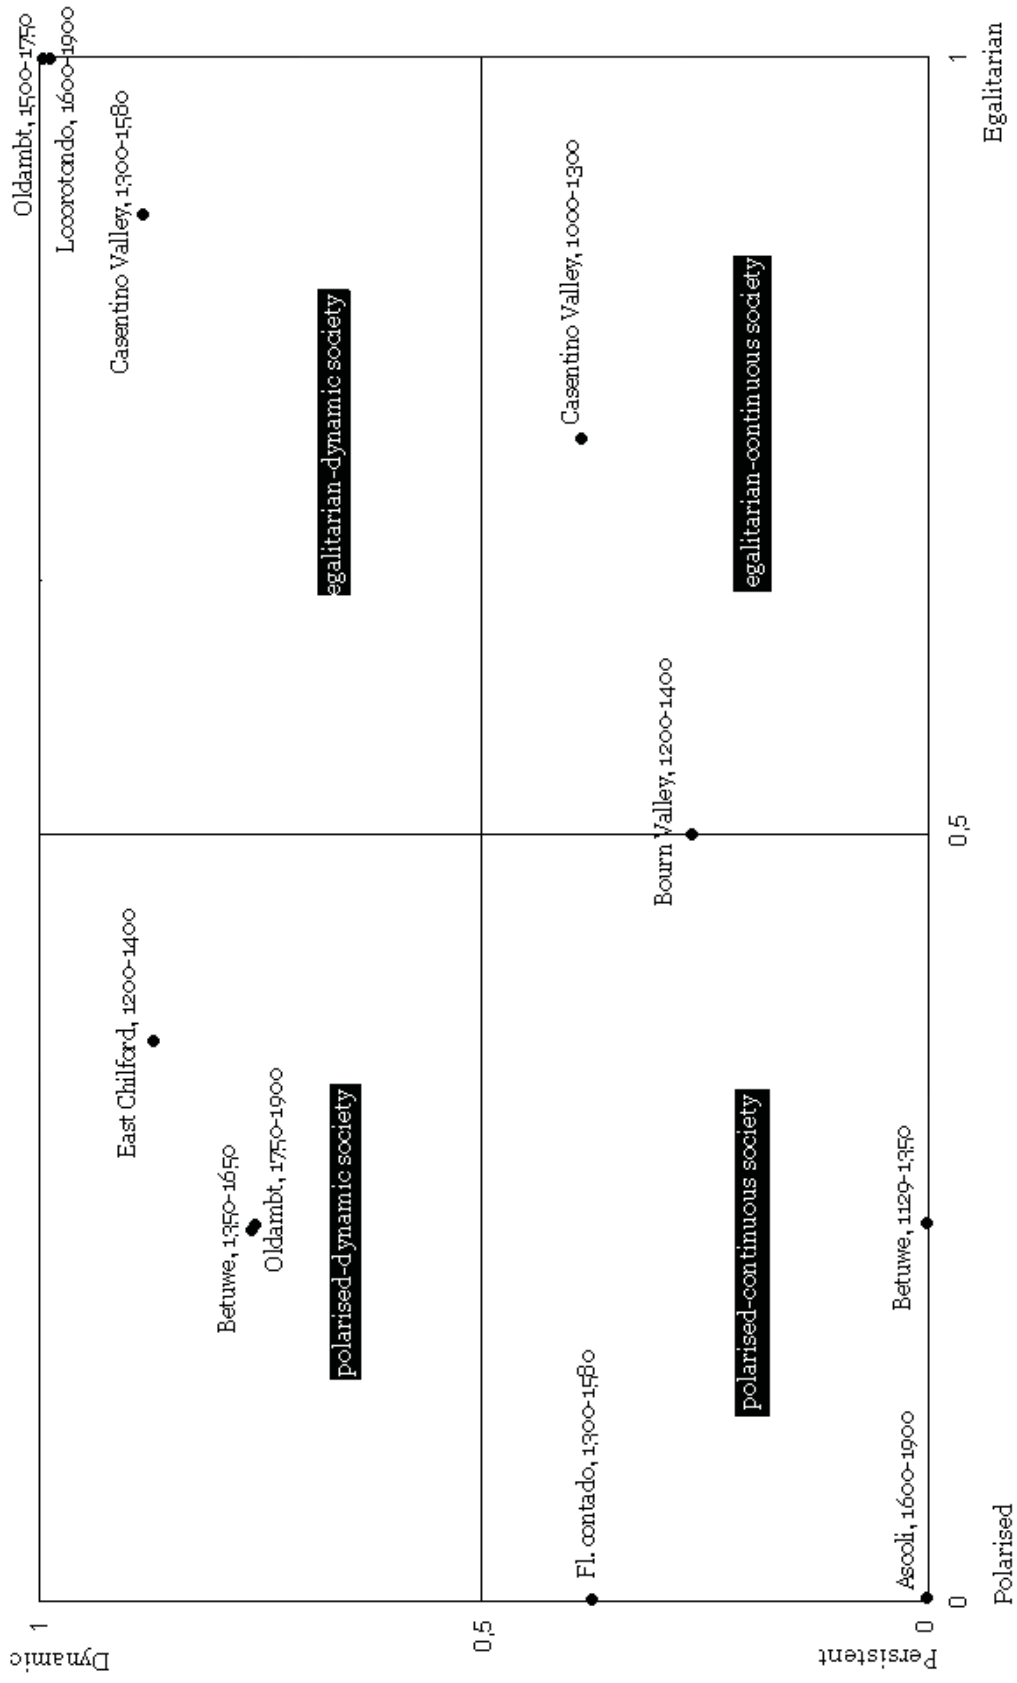 Dynamic
1
Oldambt, 1500-1750
Locorotondo, 1600-1900
Casentino Valley, 1300-1580
East Chilford, 1200-1400
Betuwe, 1350-1650
Oldambt, 1750-1900
polarised-dynamic society
egalitarian-dynamic society
0,5
Casentino Valley, 1000-1300
Fl. contado, 1300-1580
Bourn Valley, 1200-1400
polarised-continuous society
egalitarian-continuous society
Ascoli, 1600-1900
Betuwe, 1129-1350
Persistent
0
0
0,5
1
Polarised
Egalitarian